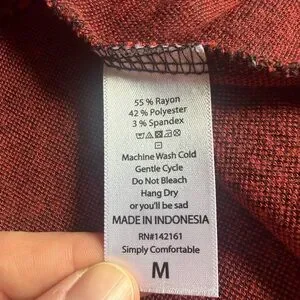 55 % Rayon
42 % Polyester
3 % Spandex
Machine Wash Cold
Gentle Cycle
Do Not Bleach
Hang Dry
or you'll be sad
MADE IN INDONESIA
RN#142161
Simply Comfortable
M